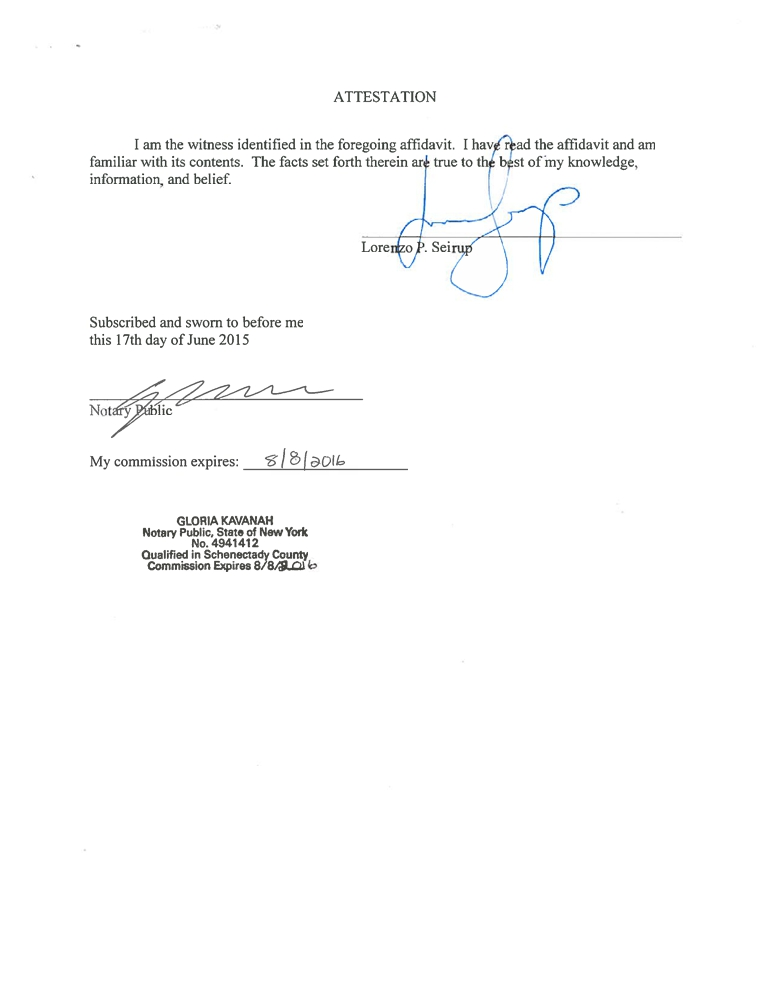 ATTESTATION
I am the witness identified in the foregoing affidavit. I have read the affidavit and am
familiar with its contents. The facts set forth therein are true to the best of my knowledge,
information, and belief.
Lorenzo P. Seirup
Subscribed and sworn to before me
this 17th day of June 2015
Notary Public
My commission expires: 8/8/2016
GLORIA KAVANAH
Notary Public, State of New York
No. 4941412
Qualified in Schenectady County
Commission Expires 8/8/2016